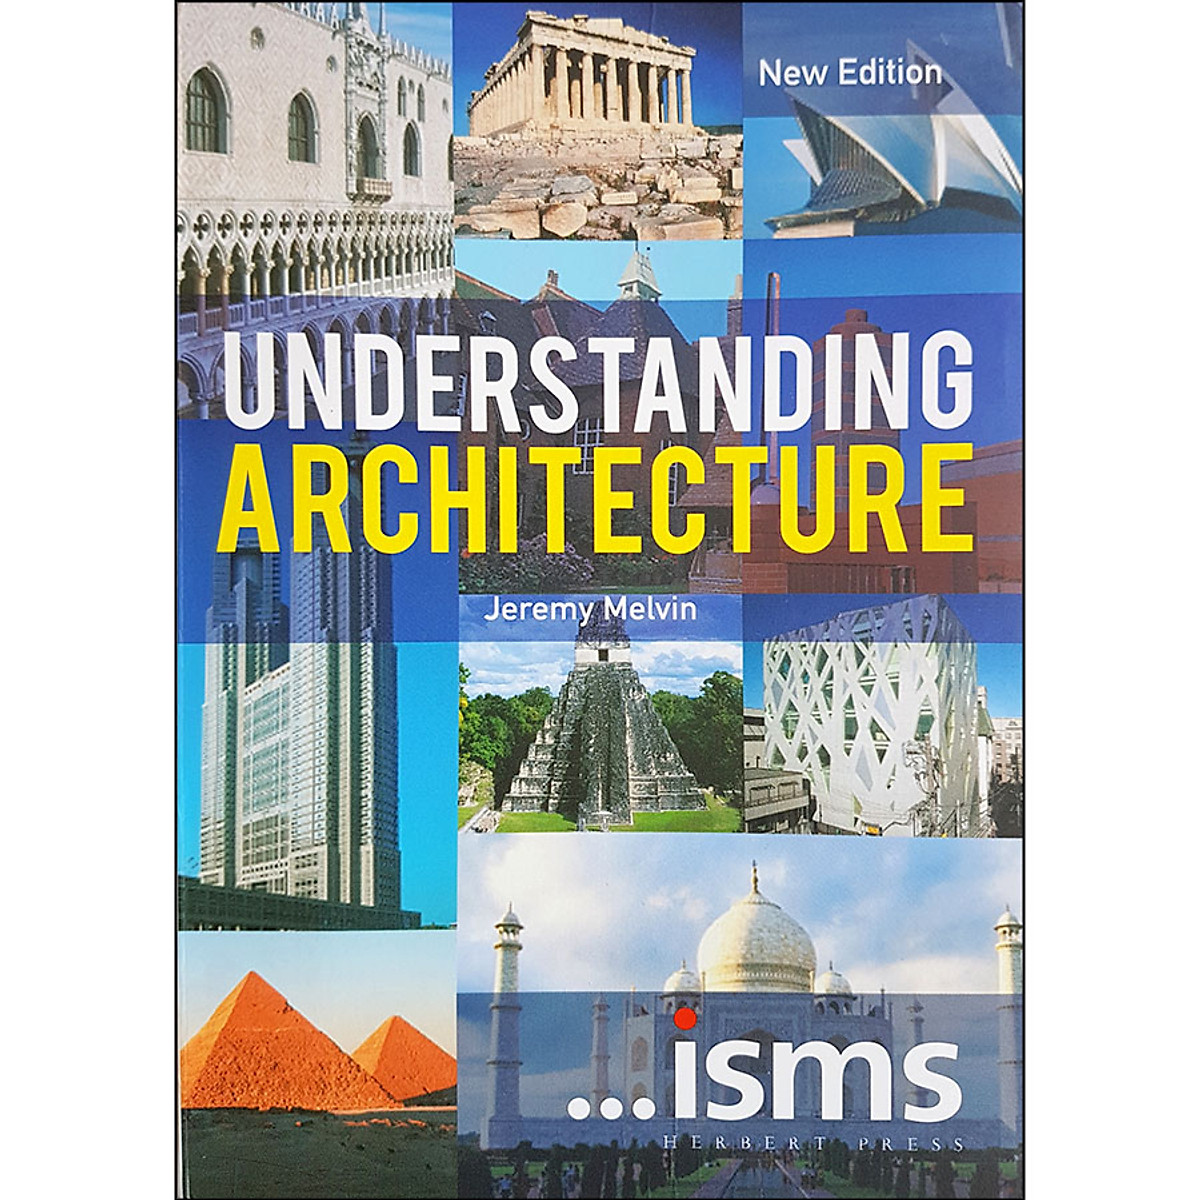 New Edition
UNDERSTANDING
ARCHITECTURE
Jeremy Melvin
...isms
HERBERT PRESS